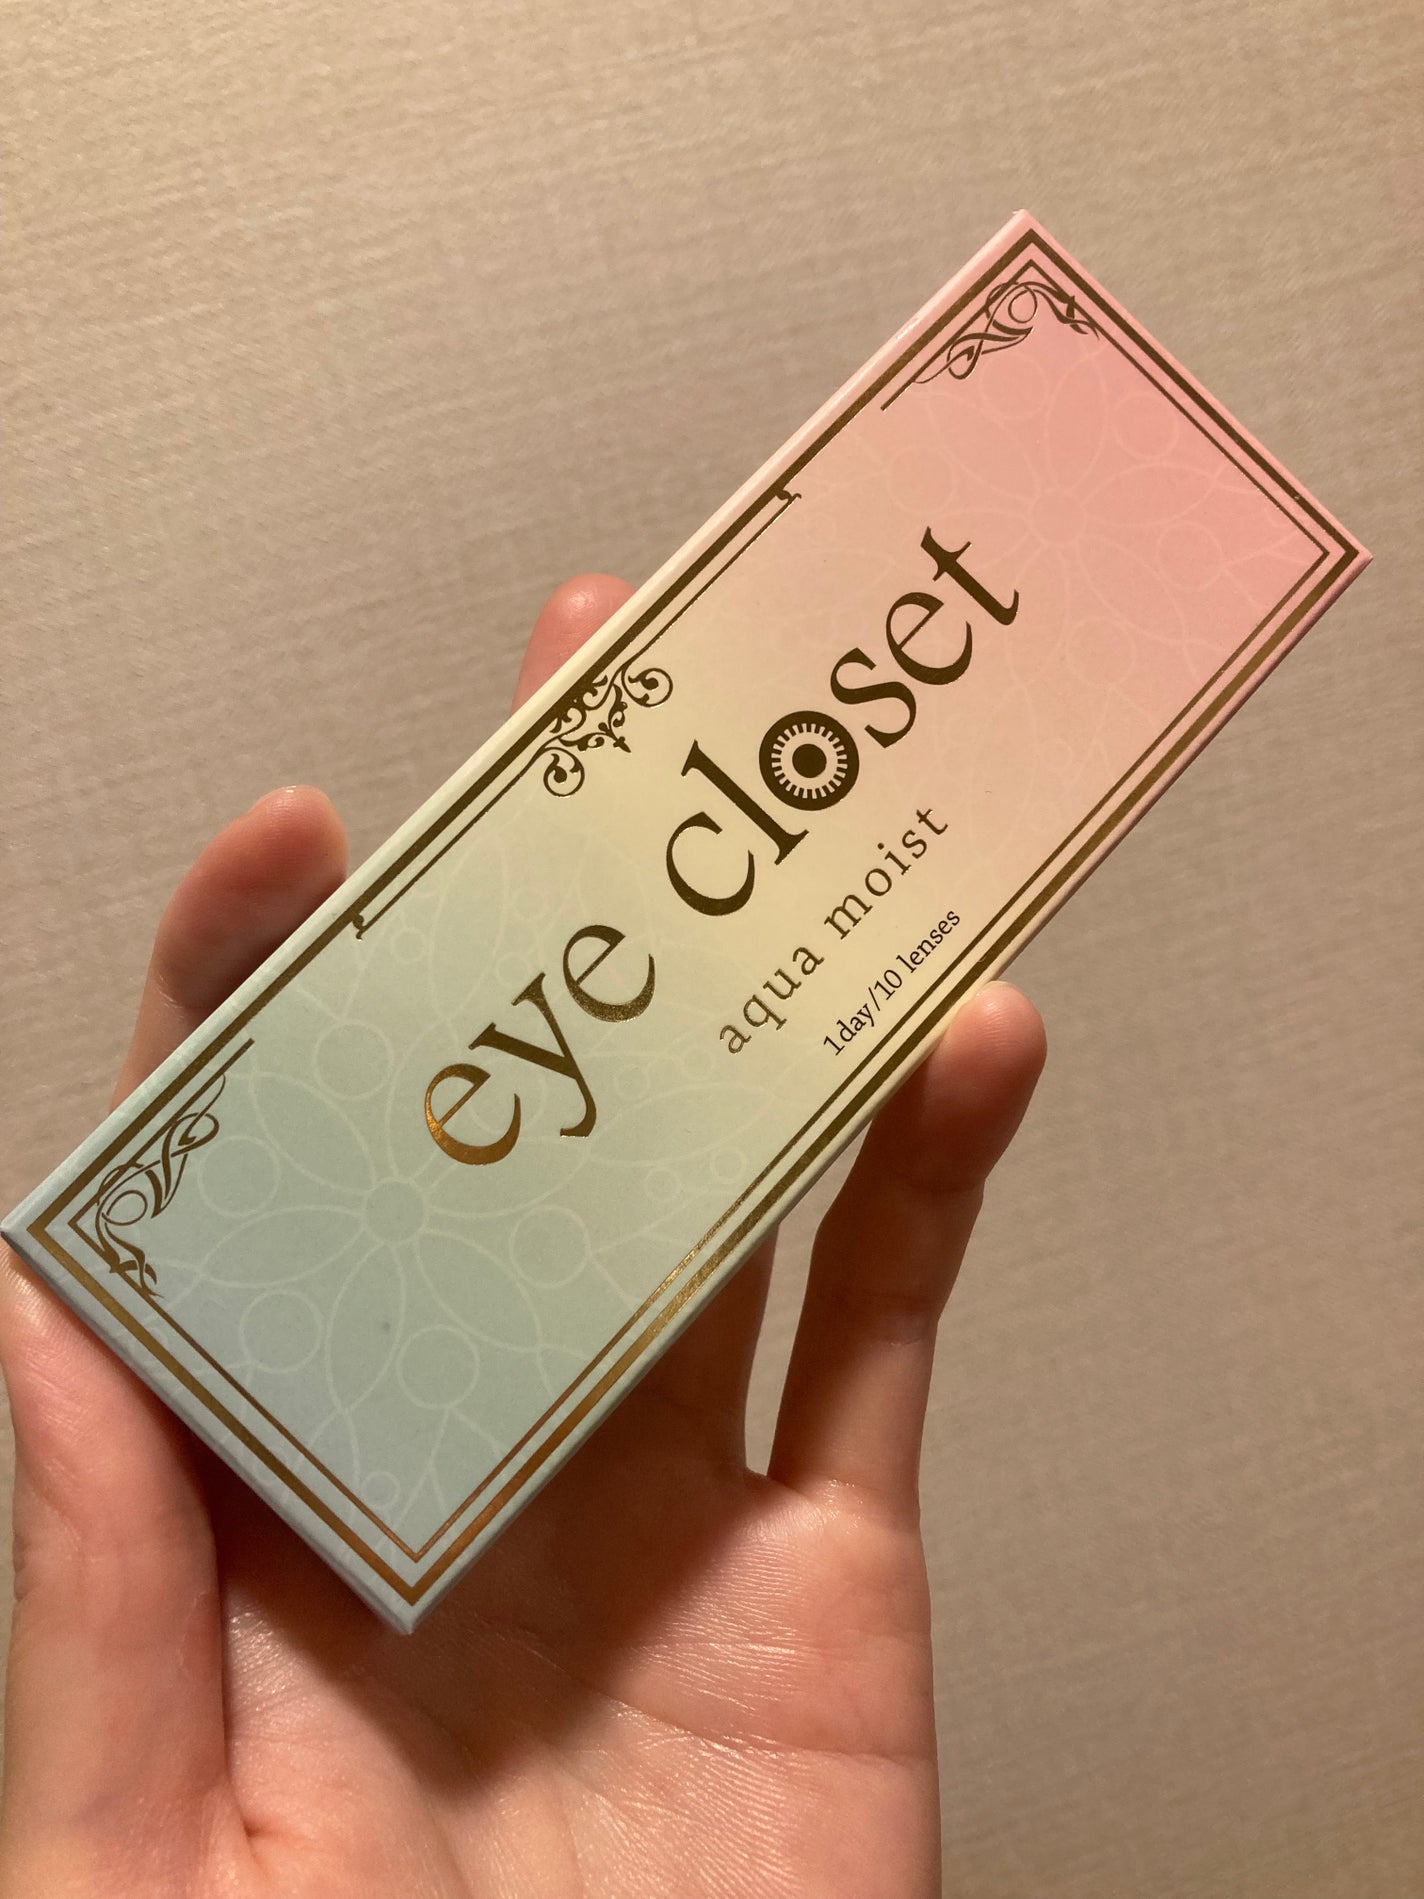 eye closet
aqua moist
1day/10 lenses